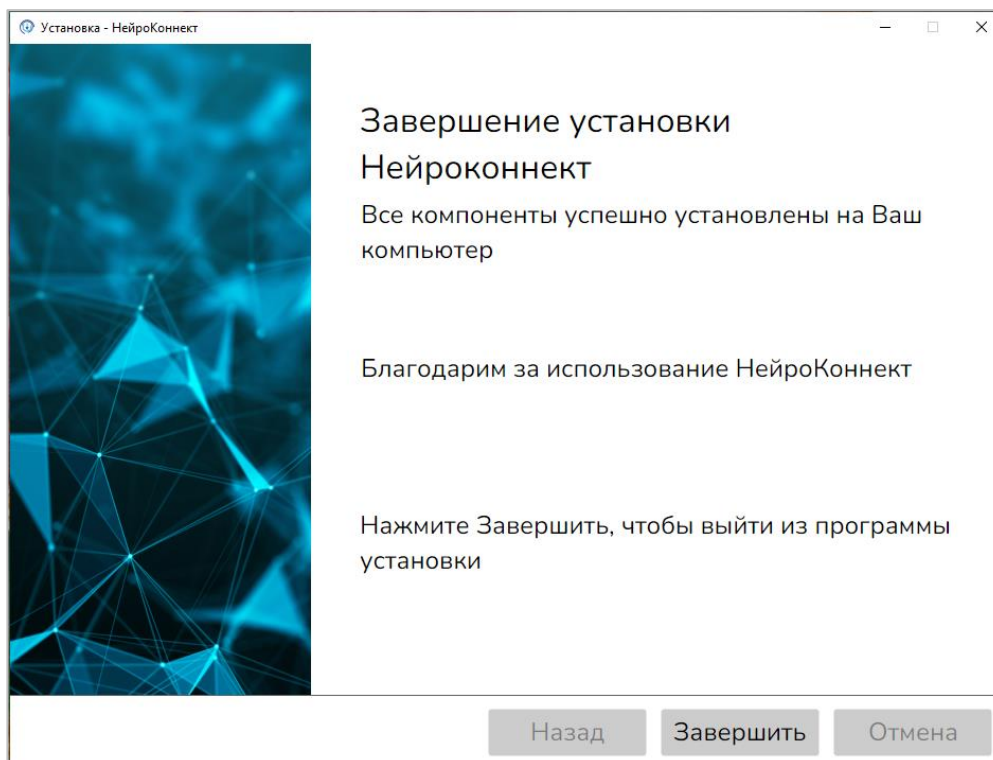 Установка - НейроКоннект
Завершение установки
Нейроконнект
Все компоненты успешно установлены на Ваш
компьютер
Благодарим за использование НейроКоннект
Нажмите Завершить, чтобы выйти из программы
установки
Назад
Завершить
Отмена